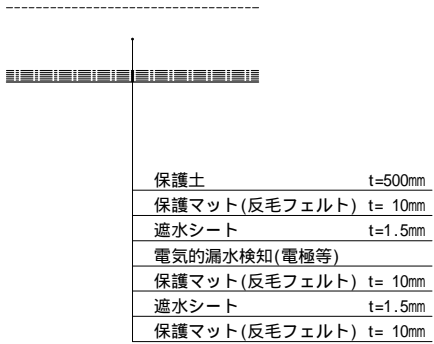 保護土 t=500㎜
保護マット(反毛フェルト) t= 10㎜
遮水シート t=1.5㎜
電気的漏水検知(電極等)
保護マット(反毛フェルト) t= 10㎜
遮水シート t=1.5㎜
保護マット(反毛フェルト) t= 10㎜